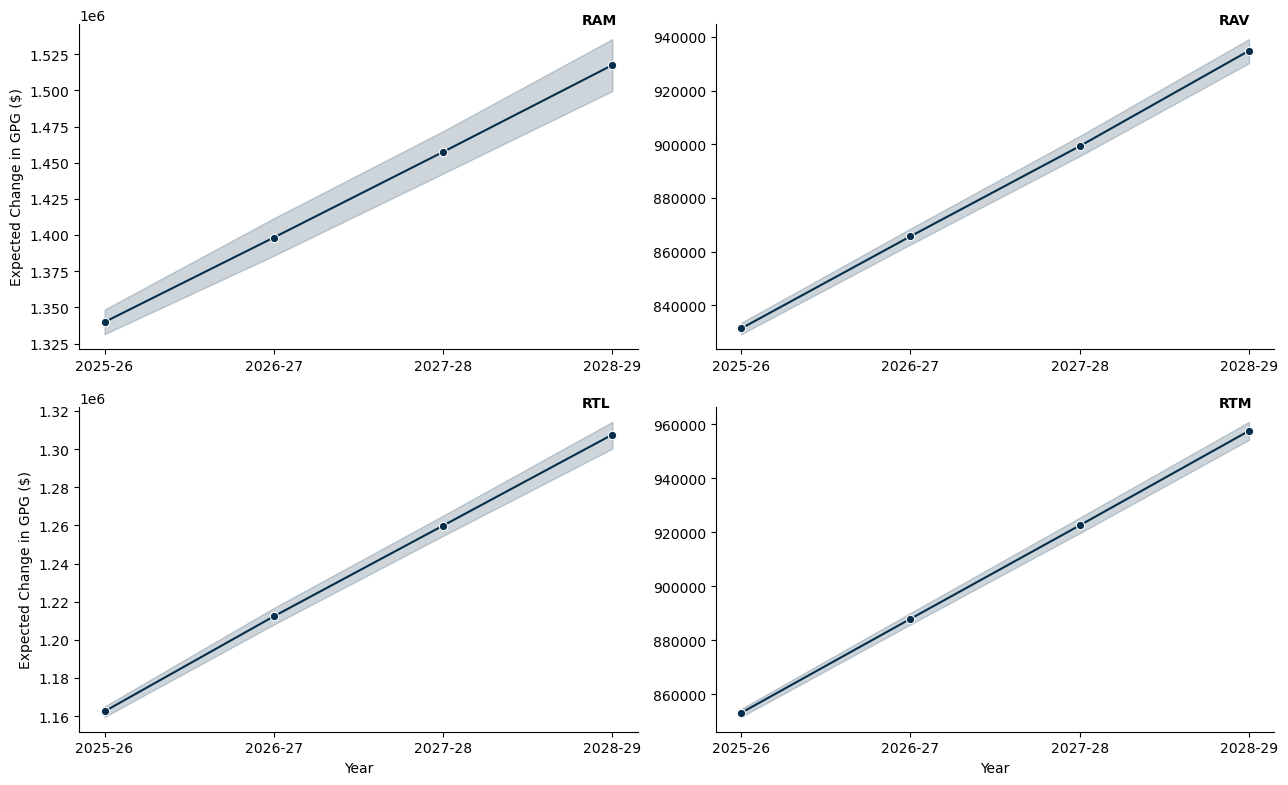 1e6
RAM
Expected Change in GPG ($)
1.525
1.500
1.475
1.450
1.425
1.400
1.375
1.350
1.325
2025-26 2026-27 2027-28 2028-29
RAV
940000
920000
900000
880000
860000
840000
2025-26 2026-27 2027-28 2028-29
1e6
RTL
Expected Change in GPG ($)
1.32
1.30
1.28
1.26
1.24
1.22
1.20
1.18
1.16
2025-26 2026-27 2027-28 2028-29
Year
RTM
960000
940000
920000
900000
880000
860000
2025-26 2026-27 2027-28 2028-29
Year